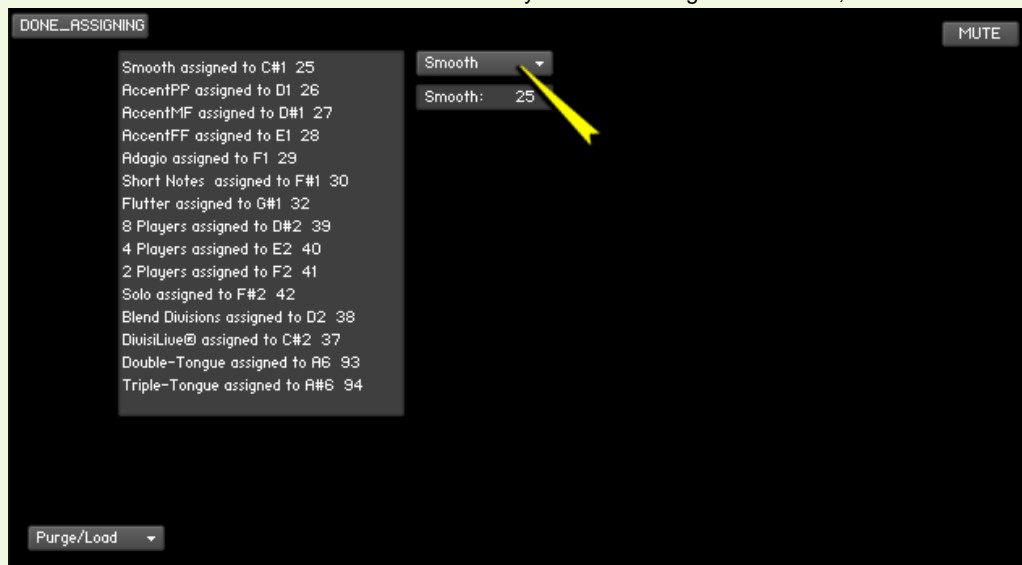 DONE_ASSIGNING
MUTE
Smooth assigned to C#1 25
AccentPP assigned to D1 26
AccentMF assigned to D#1 27
AccentFF assigned to E1 28
Adagio assigned to F1 29
Short Notes assigned to F#1 30
Flutter assigned to G#1 32
8 Players assigned to D#2 39
4 Players assigned to E2 40
2 Players assigned to F2 41
Solo assigned to F#2 42
Blend Divisions assigned to D2 38
DivisiLive® assigned to C#2 37
Double-Tongue assigned to A6 93
Triple-Tongue assigned to A#6 94
Smooth
Smooth: 25
Purge/Load